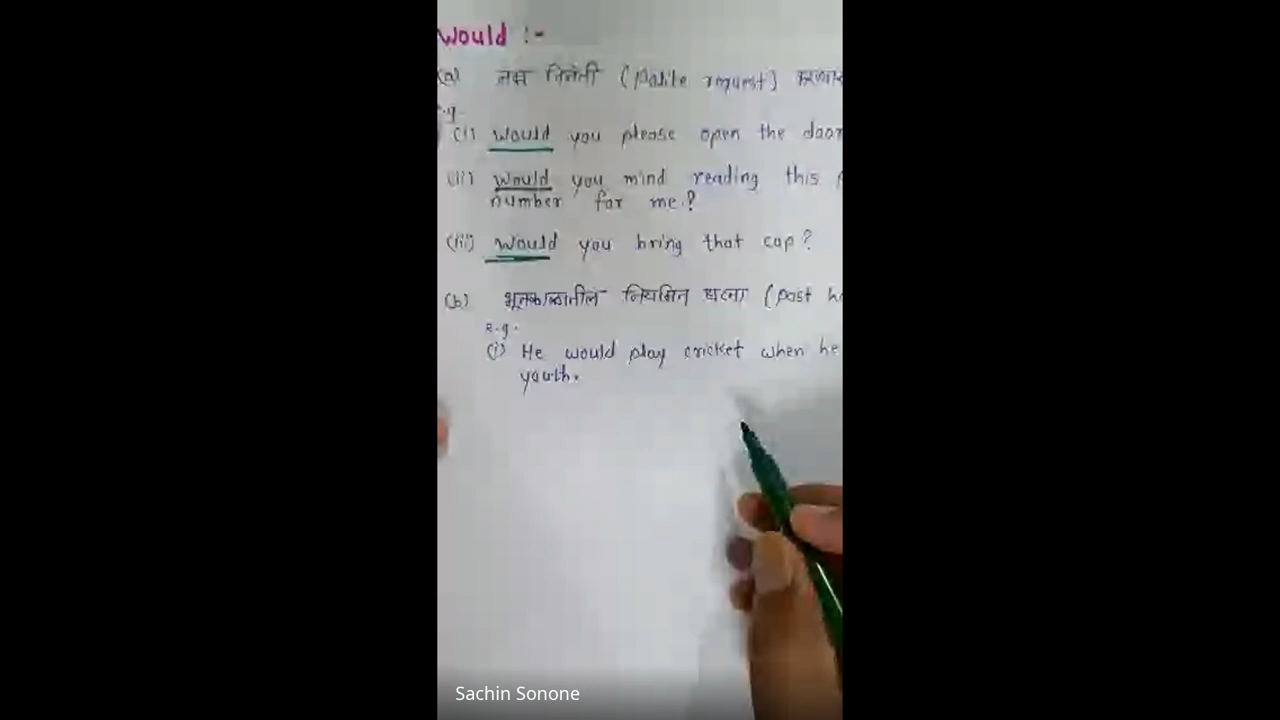 Would :-
(a) नम्र विनंती (Polite request)
e.g.
(i) Would you please open the door
(ii) Would you mind reading this
number for me?
(iii) Would you bring that cap?
(b) भूतकाळातील नियमित घटना (past
e.g.
(i) He would play cricket when he
youth.
Sachin Sonone